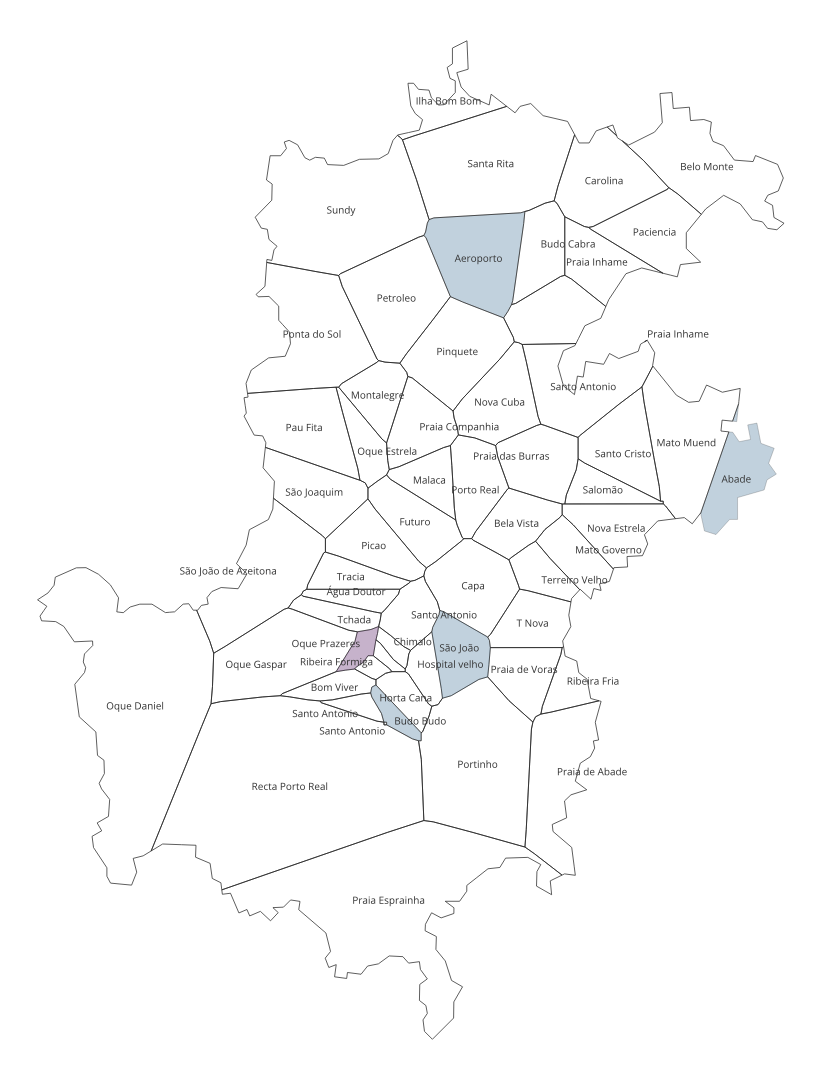 Ilha Bom Bom
Santa Rita
Belo Monte
Carolina
Sundy
Paciencia
Budo Cabra
Aeroporto
Praia Inhame
Petroleo
Ponta do Sol
Praia Inhame
Pinquete
Santo Antonio
Montalegre
Nova Cuba
Pau Fita
Praia Companhia
Mato Muend
Oque Estrela
Praia das Burras
Santo Cristo
Malaca
Abade
São Joaquim
Porto Real
Salomão
Futuro
Bela Vista
Nova Estrela
Picao
Mato Governo
São João de Azeitona
Tracia
Terreiro Velho
Capa
Água Doutor
Santo Antonio
Tchada
T Nova
Oque Prazeres
Chimalo
São João
Ribeira Formiga
Oque Gaspar
Hospital velho
Praia de Voras
Ribeira Fria
Bom Viver
Horta Cana
Oque Daniel
Santo Antonio
Budo Budo
Santo Antonio
Portinho
Praia de Abade
Recta Porto Real
Praia Esprainha